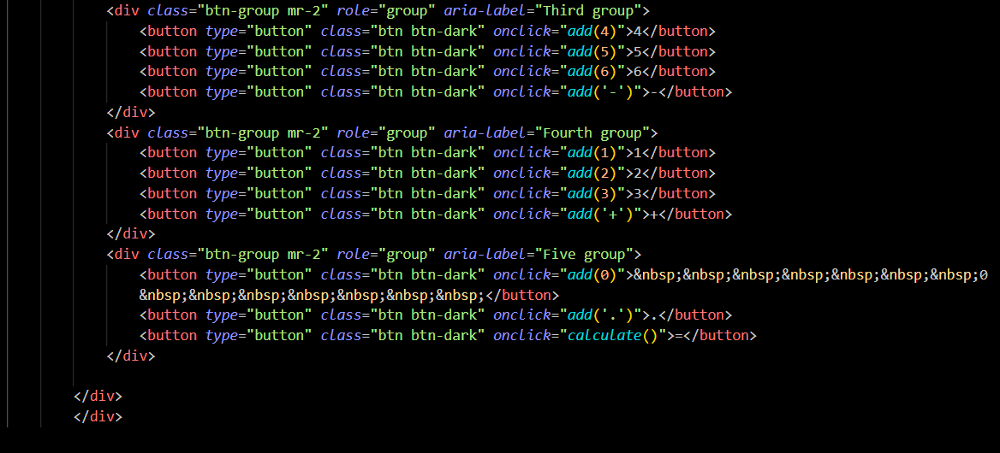 <div class="btn-group mr-2" role="group" aria-label="Third group">
<button type="button" class="btn btn-dark" onclick="add(4)">4</button>
<button type="button" class="btn btn-dark" onclick="add(5)">5</button>
<button type="button" class="btn btn-dark" onclick="add(6)">6</button>
<button type="button" class="btn btn-dark" onclick="add('-')">-</button>
</div>
<div class="btn-group mr-2" role="group" aria-label="Fourth group">
<button type="button" class="btn btn-dark" onclick="add(1)">1</button>
<button type="button" class="btn btn-dark" onclick="add(2)">2</button>
<button type="button" class="btn btn-dark" onclick="add(3)">3</button>
<button type="button" class="btn btn-dark" onclick="add('+')">+</button>
</div>
<div class="btn-group mr-2" role="group" aria-label="Five group">
<button type="button" class="btn btn-dark" onclick="add(0)">&nbsp;&nbsp;&nbsp;&nbsp;&nbsp;&nbsp;&nbsp;0
&nbsp;&nbsp;&nbsp;&nbsp;&nbsp;&nbsp;&nbsp;</button>
<button type="button" class="btn btn-dark" onclick="add('.')">.</button>
<button type="button" class="btn btn-dark" onclick="calculate()">=</button>
</div>
</div>
</div>